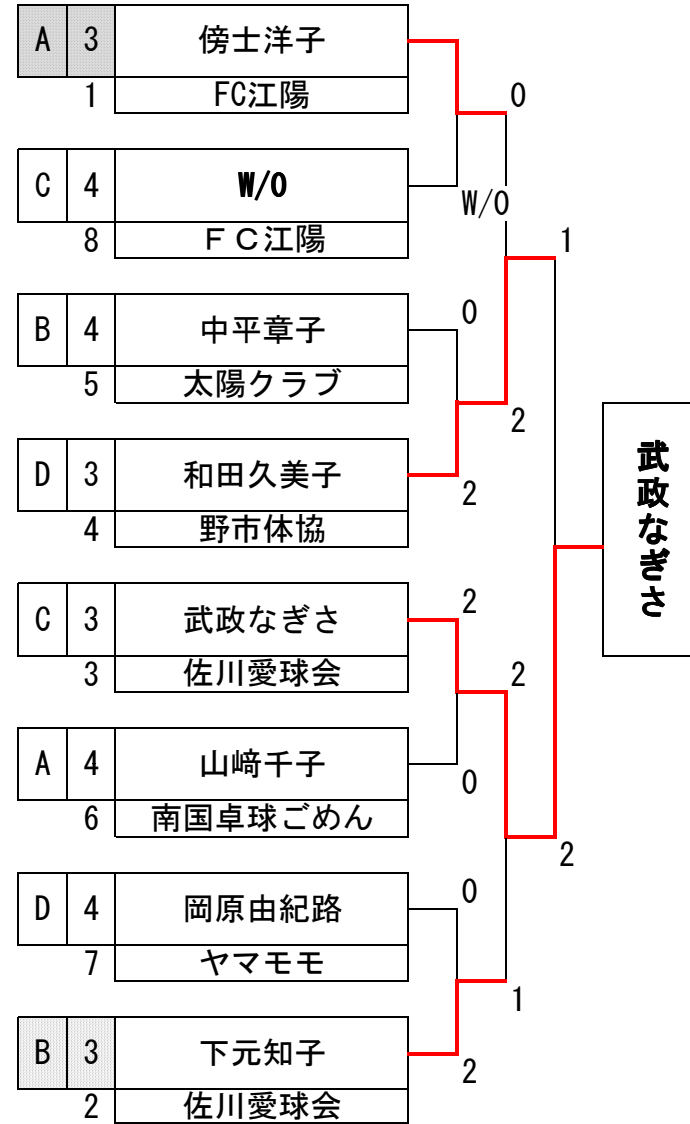 A 3 傍士洋子
1 FC江陽
0
C 4 W/0
W/0
8 ＦＣ江陽
1
B 4 中平章子
0
5 太陽クラブ
2
D 3 和田久美子
2
4 野市体協
武政なぎさ
C 3 武政なぎさ
2
3 佐川愛球会
2
A 4 山﨑千子
0
6 南国卓球ごめん
2
D 4 岡原由紀路
0
7 ヤマモモ
1
B 3 下元知子
2
2 佐川愛球会